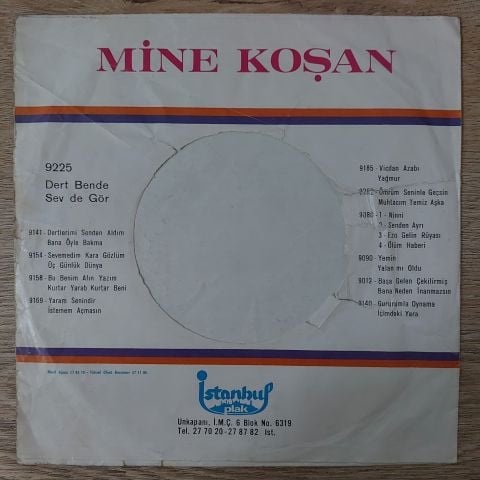 MİNE KOŞAN
9225
Dert Bende
Sev de Gör
9141- Dertlerimi Senden Aldım
Bana Öyle Bakma
9154- Sevemedim Kara Gözlüm
Üç Günlük Dünya
9158- Bu Benim Alın Yazım
Kurtar Yarab Kurtar Beni
9169- Yaram Senindir
İstemem Açmasın
9185- Vicdan Azabı
Yağmur
Ömrüm Seninle Geçsin
Muhtacım Temiz Aşka
9080- 1 - Ninni
2 - Senden Ayrı
3 - Ezo Gelin Rüyası
4 - Ölüm Haberi
9090- Yemin
Yalan mı Oldu
9012- Başa Gelen Çekilirmiş
Bana Neden İnanmazsın
9140- Gururumla Oynama
İçimdeki Yara
istanbul
plak
Unkapanı, İ.M.Ç. 6 Blok No. 6319
Tel. 27 70 20-27 87 82 İst.